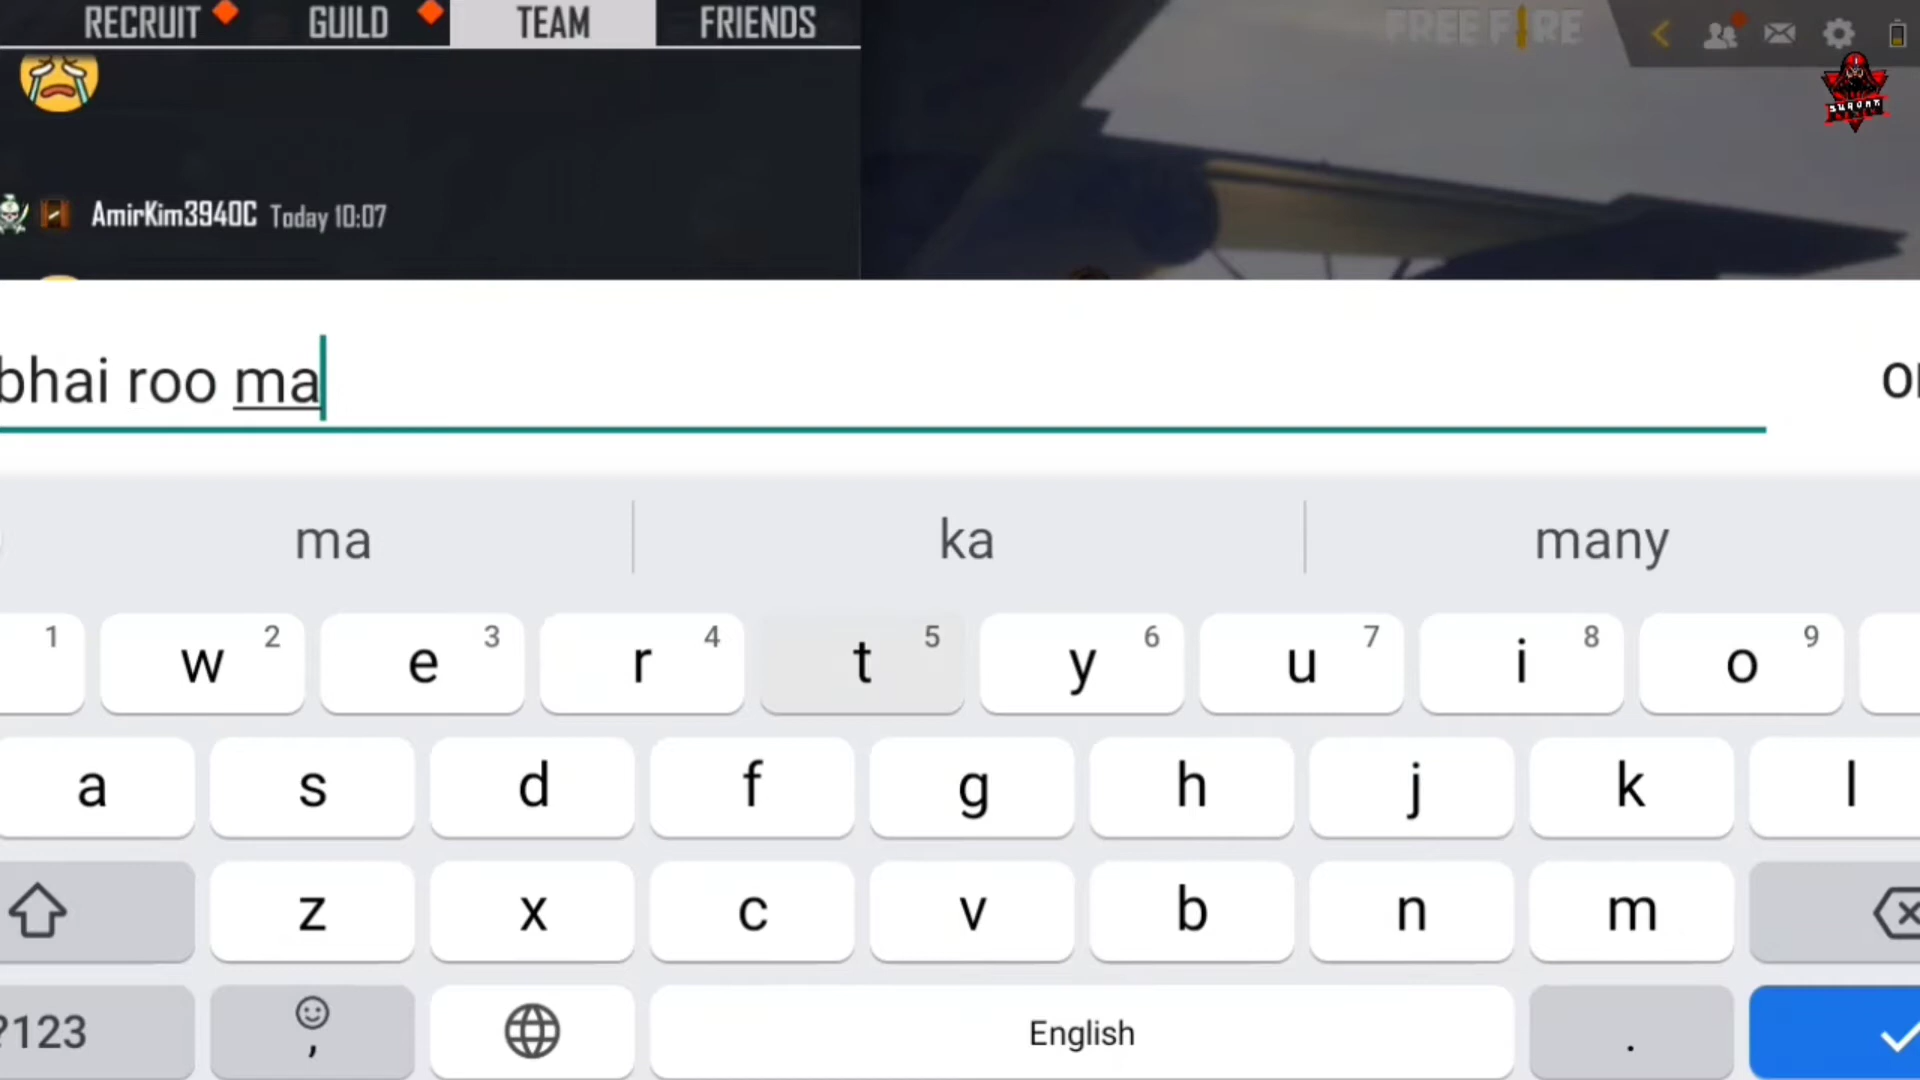 RECRUIT GUILD TEAM FRIENDS
FREE FIRE
AmirKim3940C Today 10:07
bhai roo ma
ma ka many
1 w 2 e 3 r 4 t 5 y 6 u 7 i 8 o 9
a s d f g h j k l
z x c v b n m
?123 , English .